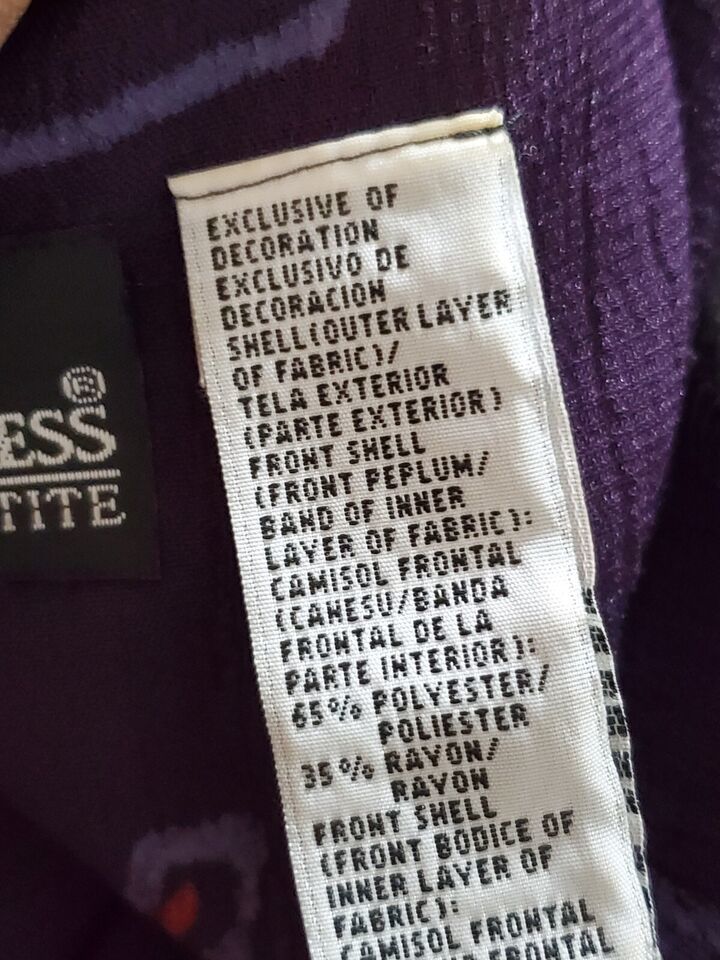 ESS®
TITE
EXCLUSIVE OF
DECORATION
EXCLUSIVO DE
DECORACION
SHELL(OUTER LAYER
OF FABRIC)/
TELA EXTERIOR
(PARTE EXTERIOR)
FRONT SHELL
(FRONT PEPLUM/
BAND OF INNER
LAYER OF FABRIC):
CAMISOL FRONTAL
(CANESU/BANDA
FRONTAL DE LA
PARTE INTERIOR):
65% POLYESTER/
POLIESTER
35% RAYON/
RAYON
FRONT SHELL
(FRONT BODICE OF
INNER LAYER OF
FABRIC):
CAMISOL FRONTAL
FRONTAL